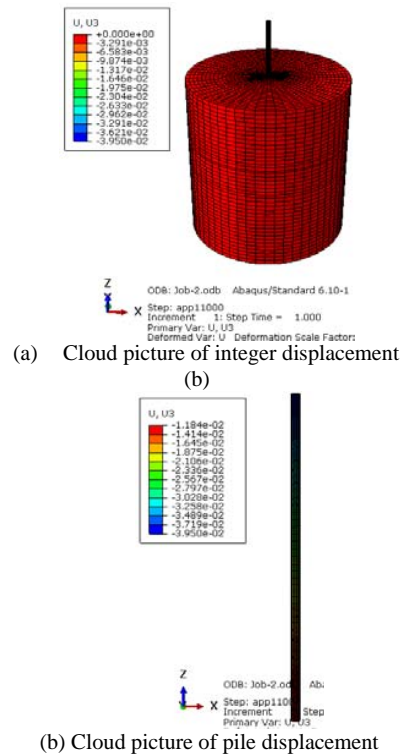 U, U3
+0.000e+00
-3.291e-03
-6.583e-03
-9.874e-03
-1.317e-02
-1.646e-02
-1.975e-02
-2.304e-02
-2.633e-02
-2.962e-02
-3.291e-02
-3.621e-02
-3.950e-02
Z
Y
X
ODB: Job-2.odb Abaqus/Standard 6.10-1
Step: app11000
Increment 1: Step Time = 1.000
Primary Var: U, U3
Deformed Var: U Deformation Scale Factor:
(a) Cloud picture of integer displacement
(b)
U, U3
-1.184e-02
-1.414e-02
-1.645e-02
-1.875e-02
-2.106e-02
-2.336e-02
-2.567e-02
-2.797e-02
-3.028e-02
-3.258e-02
-3.489e-02
-3.719e-02
-3.950e-02
Z
X
ODB: Job-2.od
Step: app110
Increment Step
Primary Var: U, U3
(b) Cloud picture of pile displacement